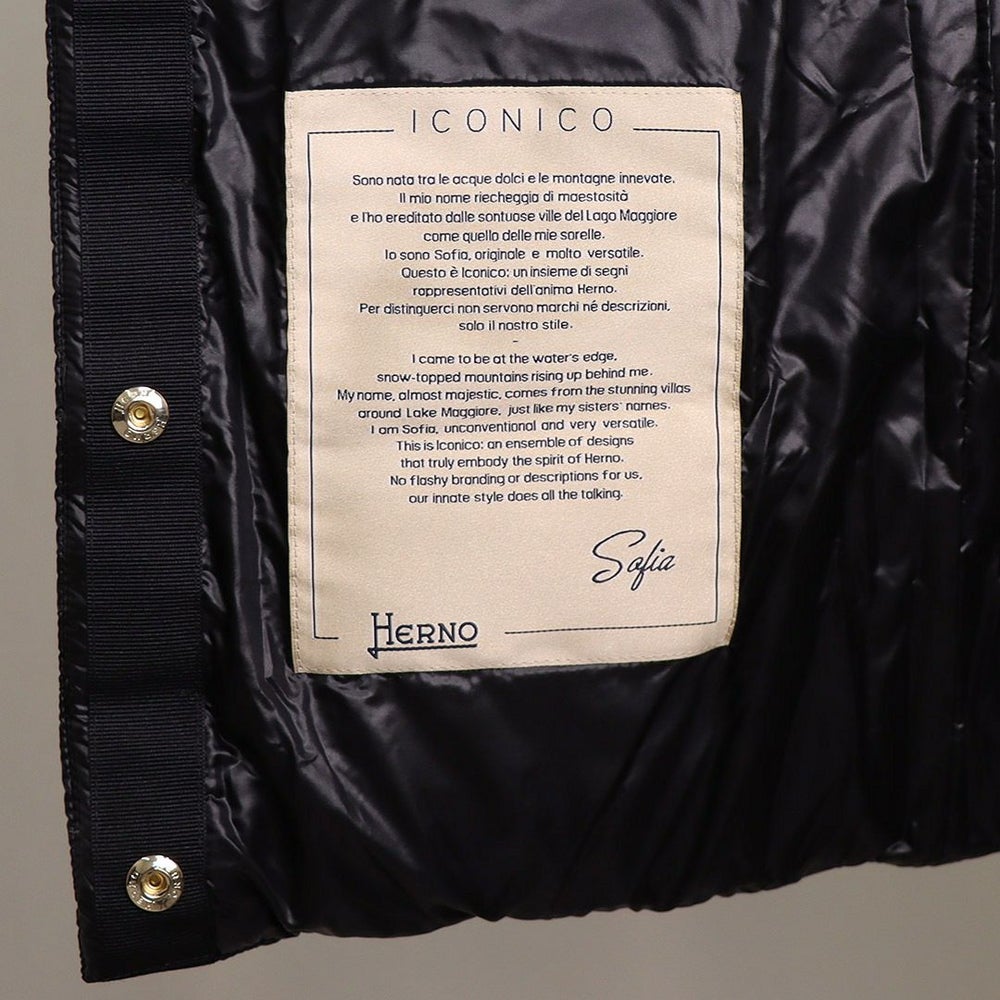 ICONICO
Sono nata tra le acque dolci e le montagne innevate.
Il mio nome riecheggia di maestosità
e l'ho ereditato dalle sontuose ville del Lago Maggiore
come quello delle mie sorelle.
Io sono Sofia, originale e molto versatile.
Questo è Iconico: un insieme di segni
rappresentativi dell'anima Herno.
Per distinguerci non servono marchi né descrizioni,
solo il nostro stile.
-
I came to be at the water's edge,
snow-topped mountains rising up behind me.
My name, almost majestic, comes from the stunning villas
around Lake Maggiore, just like my sisters' names.
I am Sofia, unconventional and very versatile.
This is Iconico: an ensemble of designs
that truly embody the spirit of Herno.
No flashy branding or descriptions for us,
our innate style does all the talking.
Sofia
HERNO